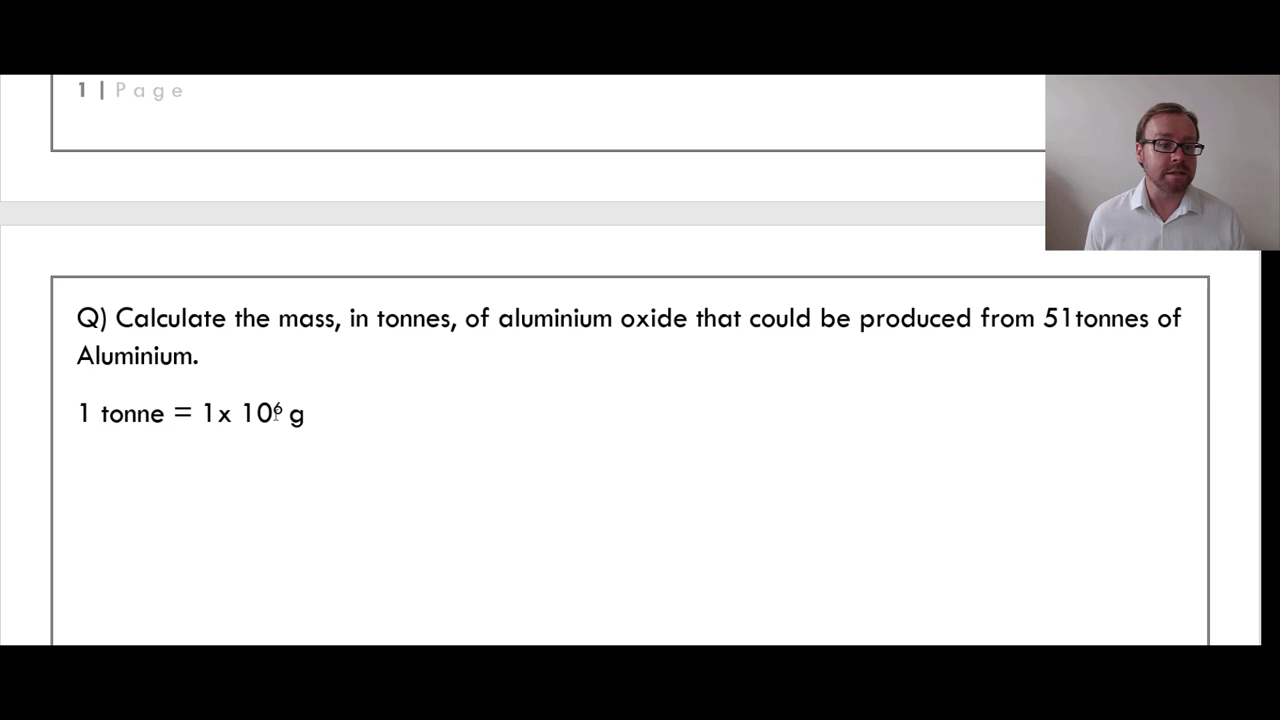 1 | Page
Q) Calculate the mass, in tonnes, of aluminium oxide that could be produced from 51tonnes of
Aluminium.
1 tonne = 1x 10⁶ g